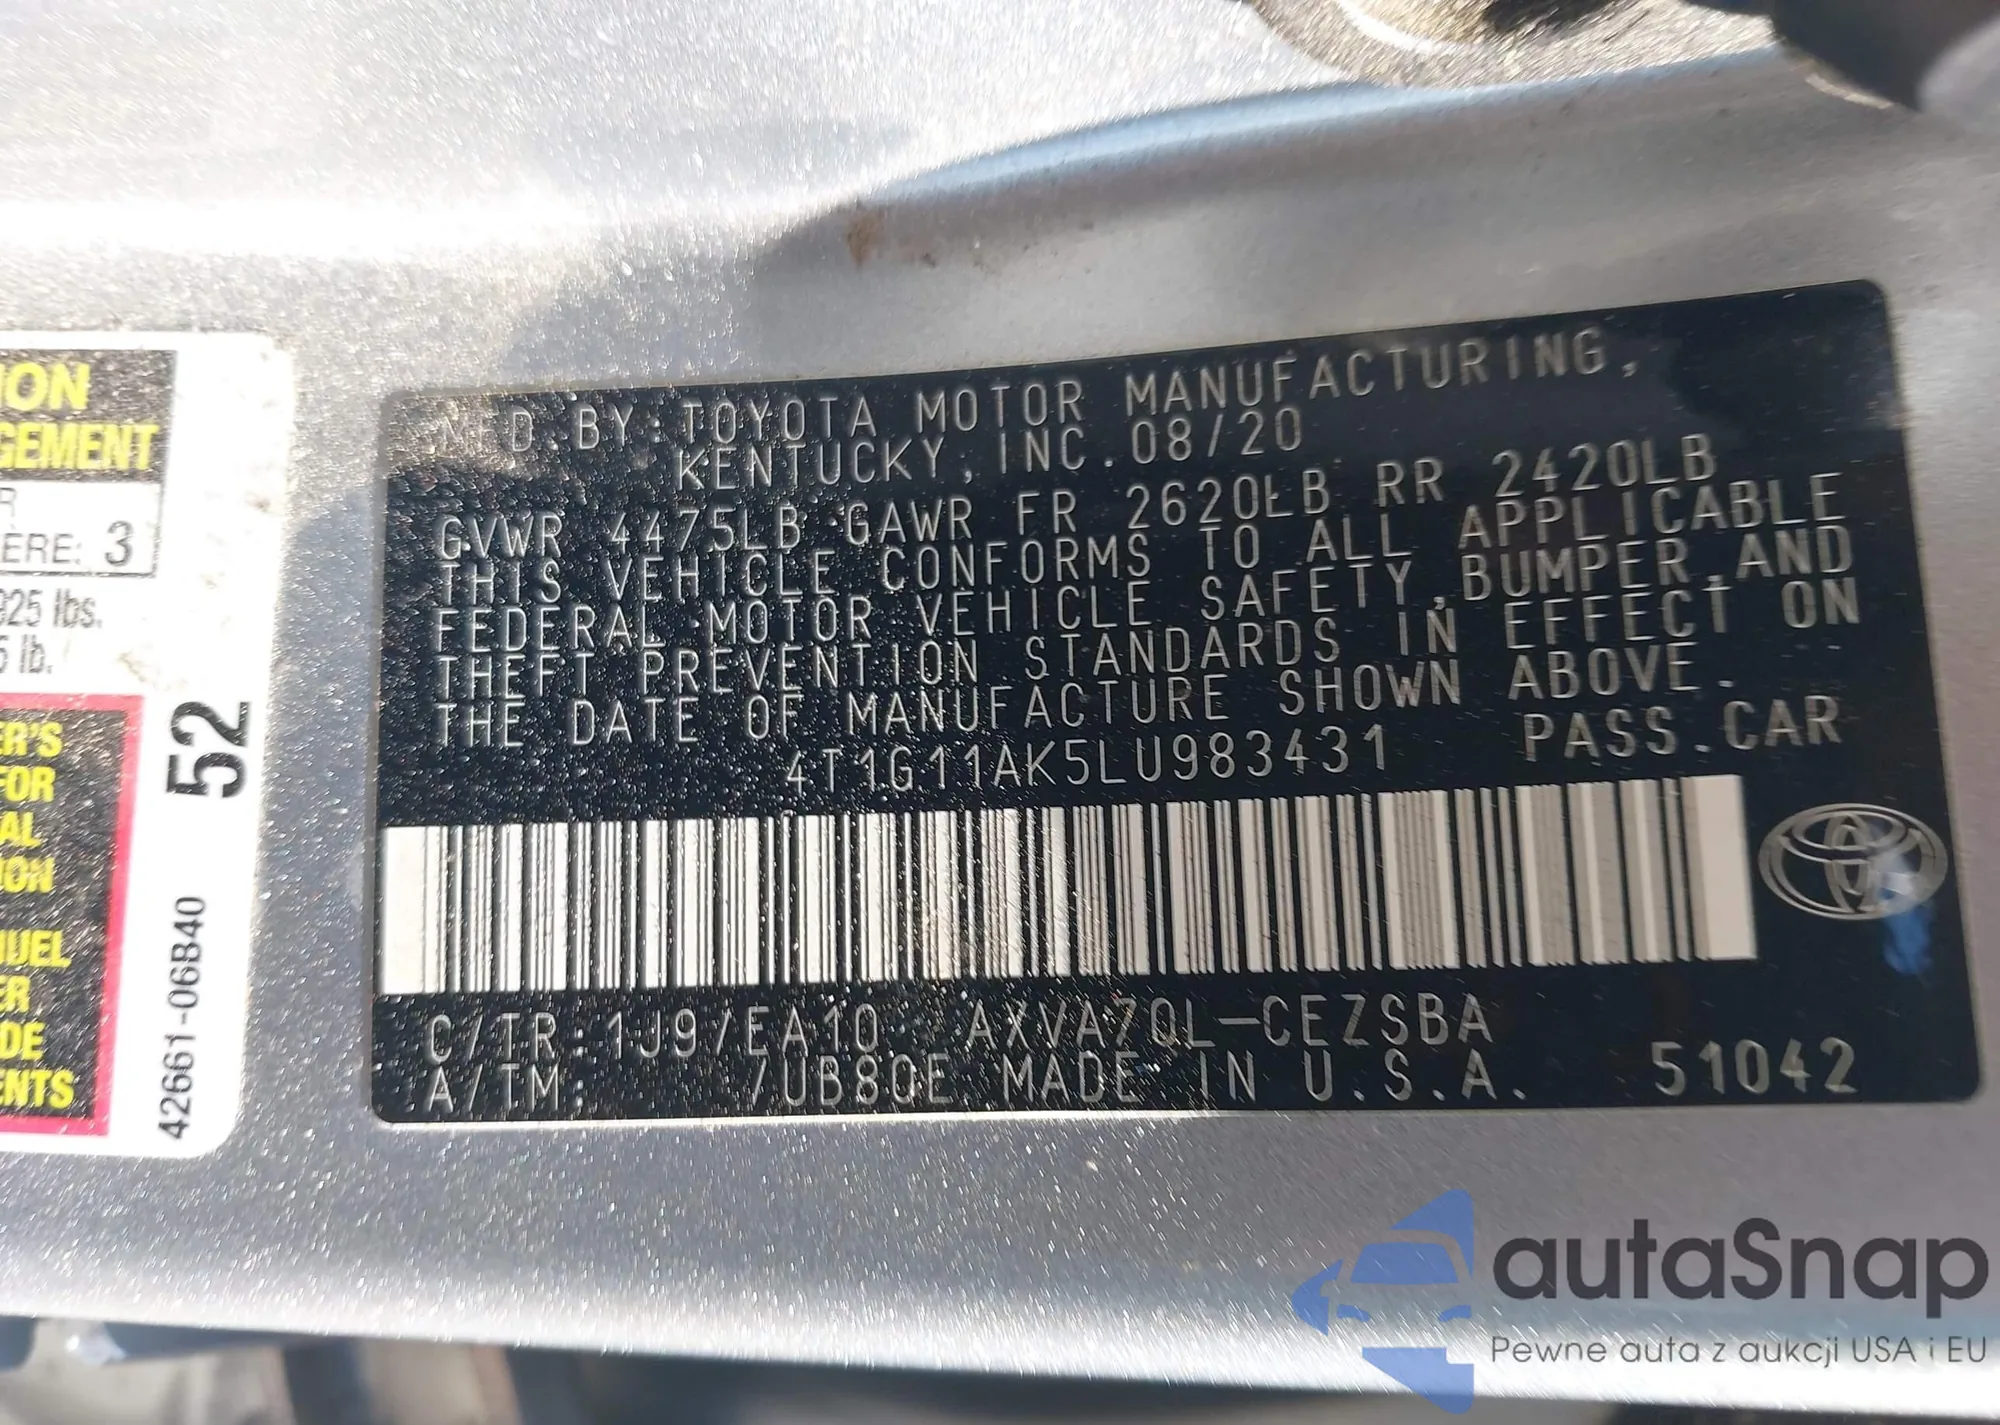 ION
GEMENT
R
ERE: 3
925 lbs.
5 lb.
ER'S
FOR
AL
ION
NUEL
ER
DE
ENTS
52
42661-06B40
MFD.BY:TOYOTA MOTOR MANUFACTURING,
KENTUCKY,INC.08/20
GVWR 4475LB GAWR FR 2620LB RR 2420LB
THIS VEHICLE CONFORMS TO ALL APPLICABLE
FEDERAL MOTOR VEHICLE SAFETY,BUMPER,AND
THEFT PREVENTION STANDARDS IN EFFECT ON
THE DATE OF MANUFACTURE SHOWN ABOVE.
4T1G11AK5LU983431 PASS.CAR
C/TR:1J9/EA10 AXVA70L-CEZSBA
A/TM: /UB80E MADE IN U.S.A. 51042
autaSnap
Pewne auta z aukcji USA i EU